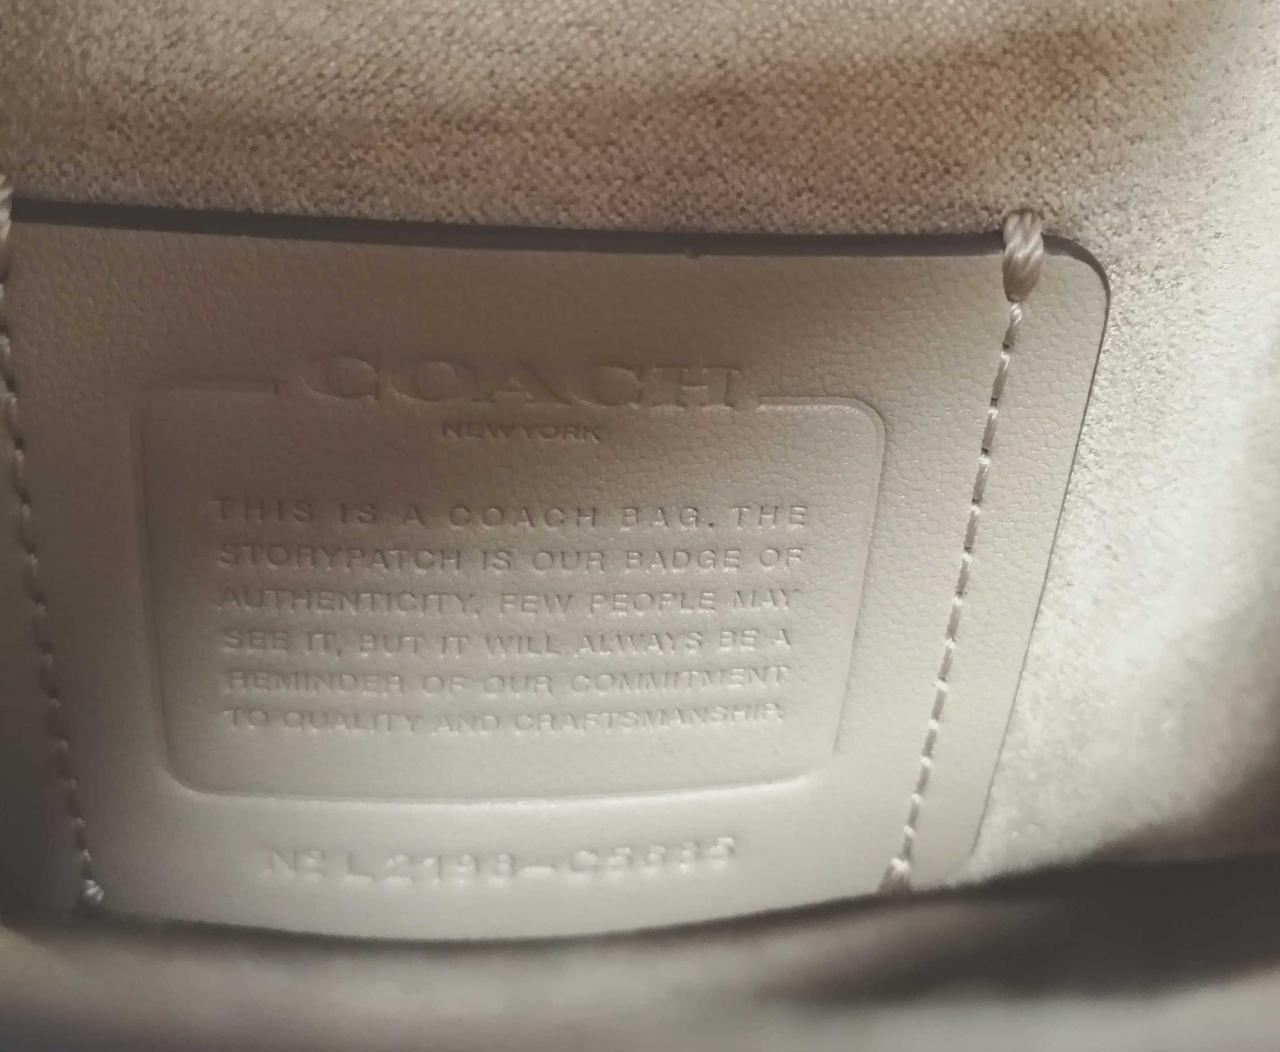 COACH
NEW YORK
THIS IS A COACH BAG. THE
STORYPATCH IS OUR BADGE OF
AUTHENTICITY. FEW PEOPLE MAY
SEE IT, BUT IT WILL ALWAYS BE A
REMINDER OF OUR COMMITMENT
TO QUALITY AND CRAFTSMANSHIP.
Nº